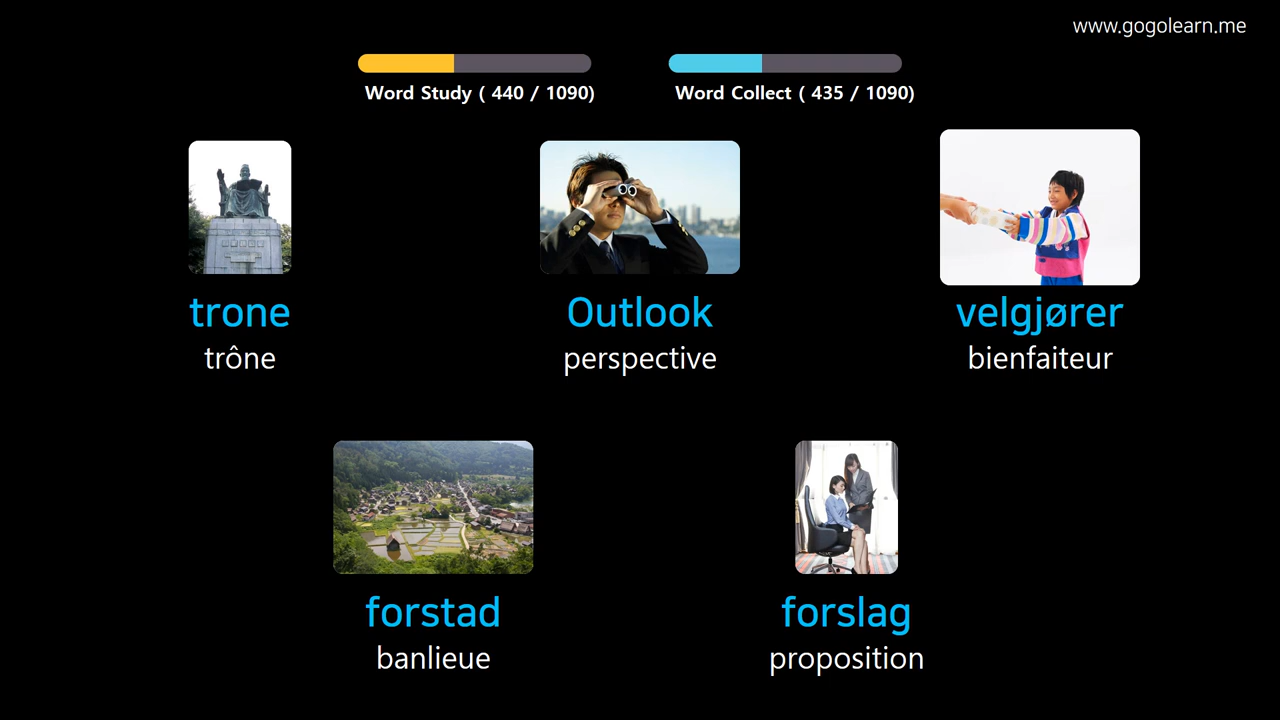 www.gogolearn.me
Word Study ( 440 / 1090)
Word Collect ( 435 / 1090)
trone
trône
Outlook
perspective
velgjører
bienfaiteur
forstad
banlieue
forslag
proposition